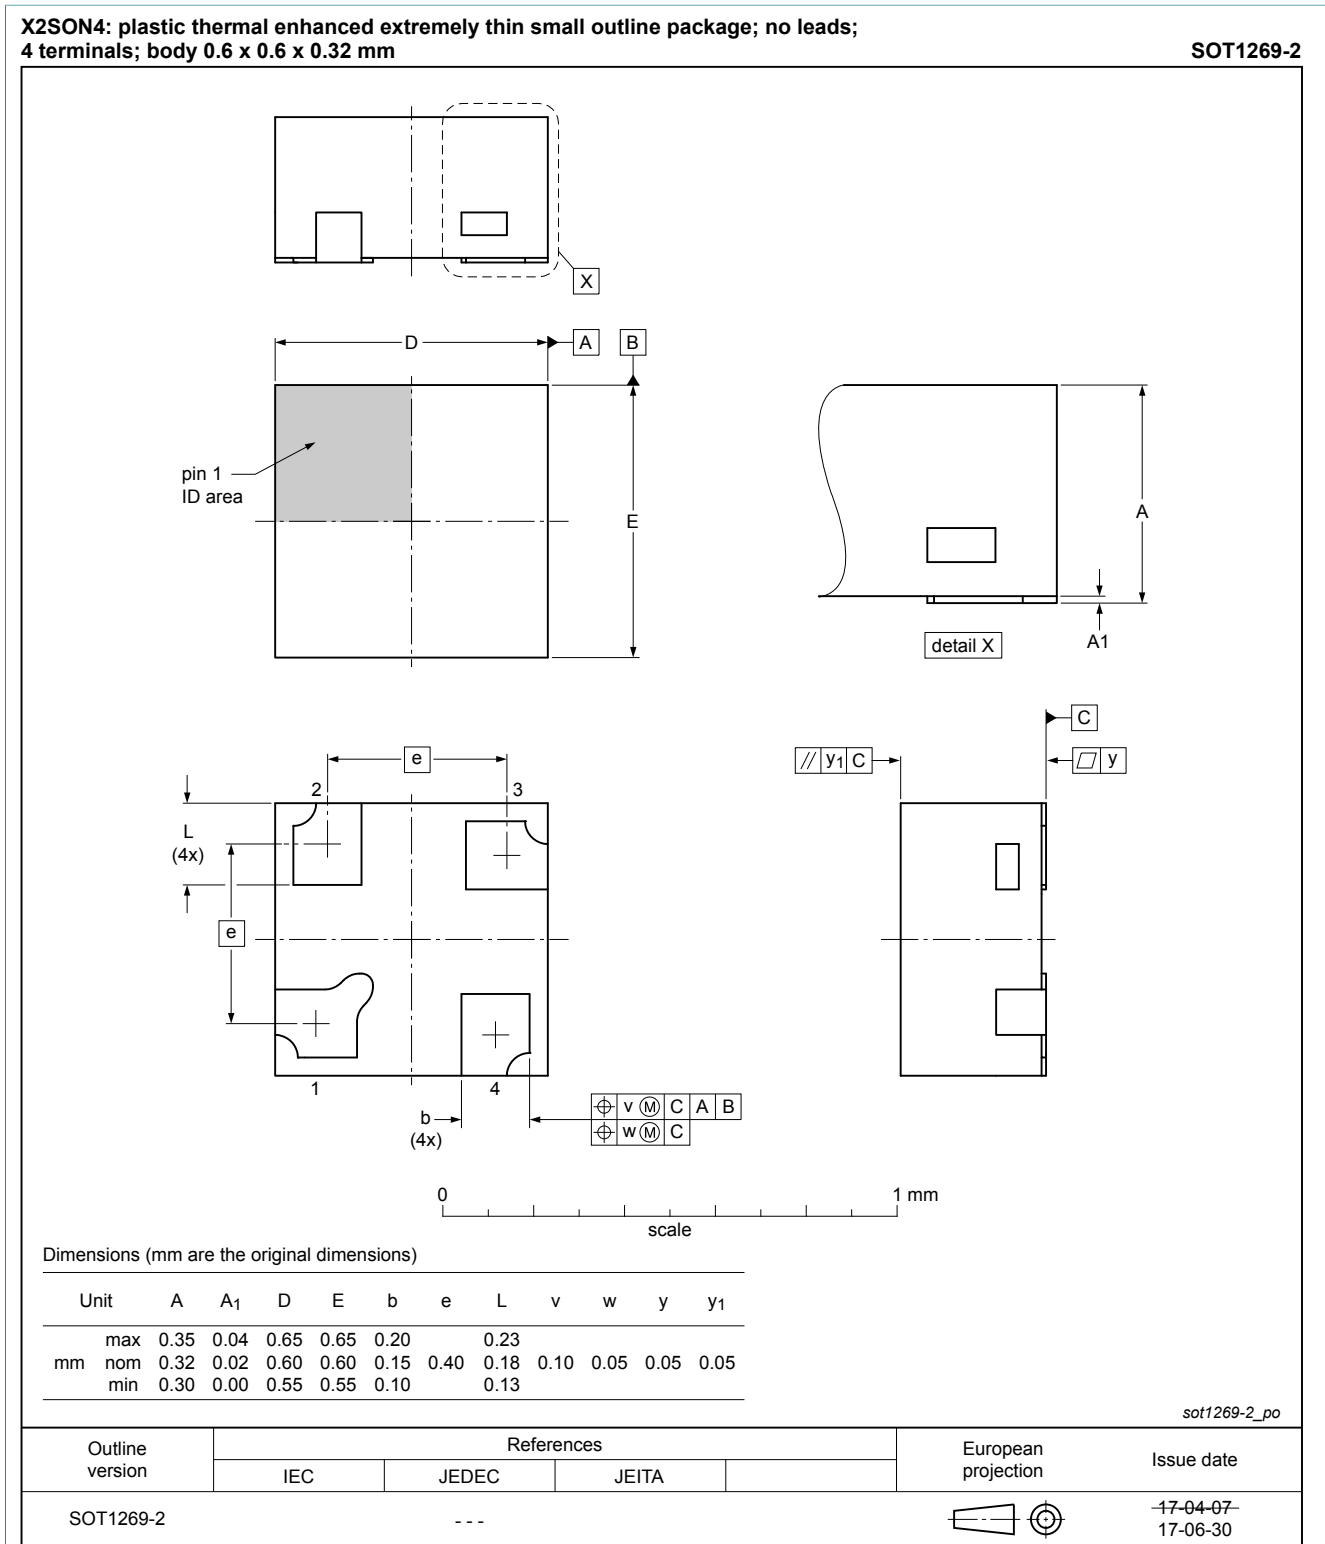 X2SON4: plastic thermal enhanced extremely thin small outline package; no leads;
4 terminals; body 0.6 x 0.6 x 0.32 mm SOT1269-2
X
D A B
pin 1
ID area
E
A
A1
detail X
C
// y1 C
y
e
2 3
L
(4x)
e
1 4
b
(4x)
v M C A B
w M C
0 1 mm
scale
Dimensions (mm are the original dimensions)
Unit A A1 D E b e L v w y y1
max 0.35 0.04 0.65 0.65 0.20 0.23
mm nom 0.32 0.02 0.60 0.60 0.15 0.40 0.18 0.10 0.05 0.05 0.05
min 0.30 0.00 0.55 0.55 0.10 0.13
sot1269-2_po
Outline version References European projection Issue date
IEC JEDEC JEITA
SOT1269-2 - - - 17-04-07
17-06-30